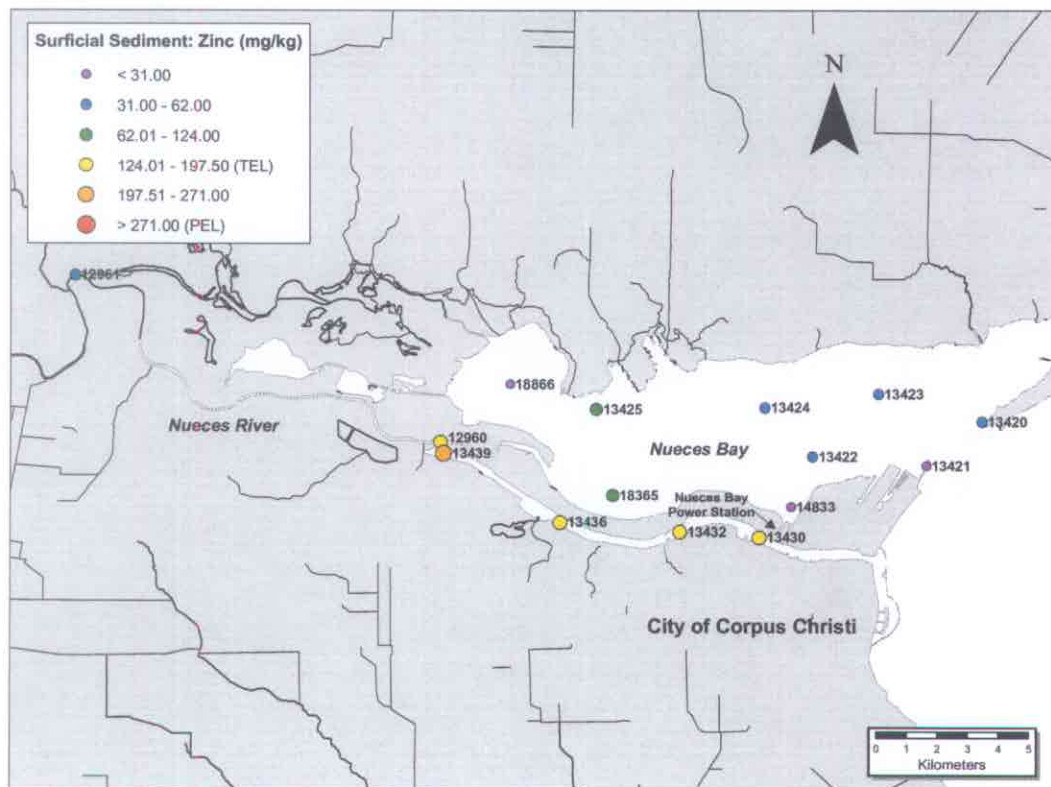 Surficial Sediment: Zinc (mg/kg)
< 31.00
31.00 - 62.00
62.01 - 124.00
124.01 - 197.50 (TEL)
197.51 - 271.00
> 271.00 (PEL)
N
12961
18866
13425
13424
13423
13420
Nueces River
12960
13439
Nueces Bay
13422
13421
18365
Nueces Bay
Power Station
14833
13436
13432
13430
City of Corpus Christi
0 1 2 3 4 5
Kilometers